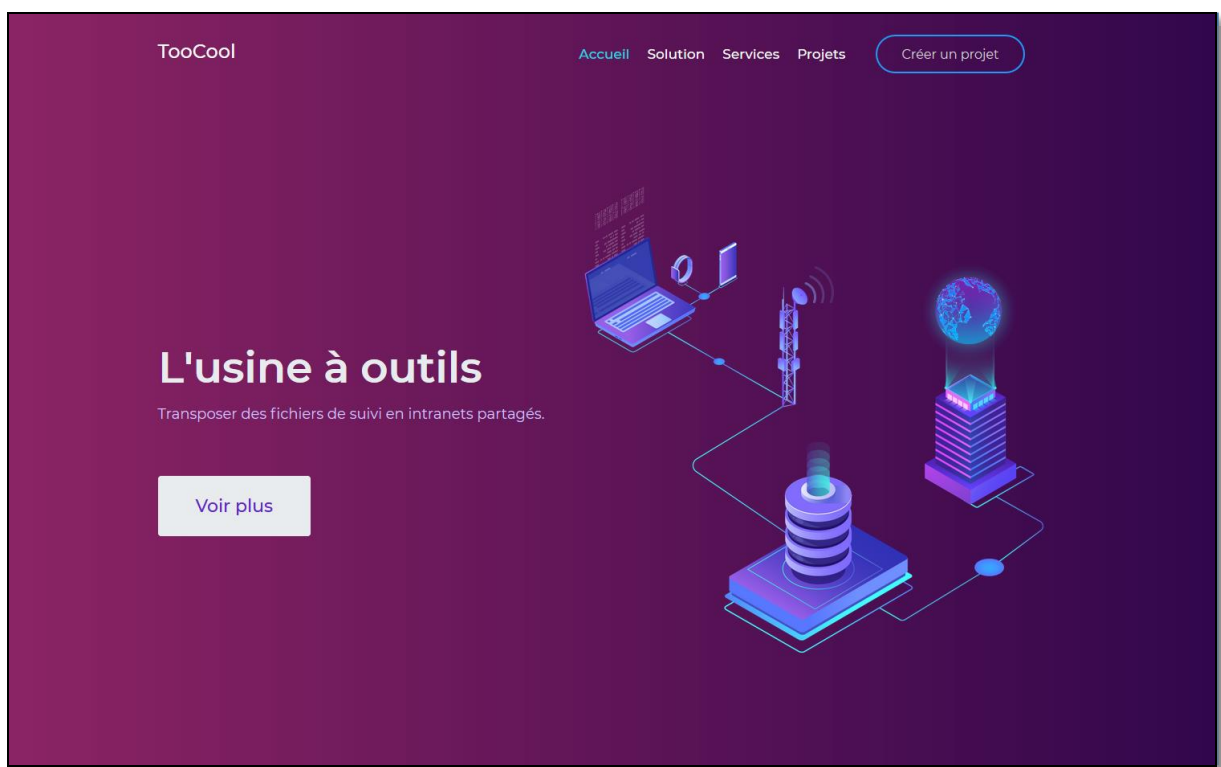 TooCool
Accueil Solution Services Projets Créer un projet
L'usine à outils
Transposer des fichiers de suivi en intranets partagés.
Voir plus